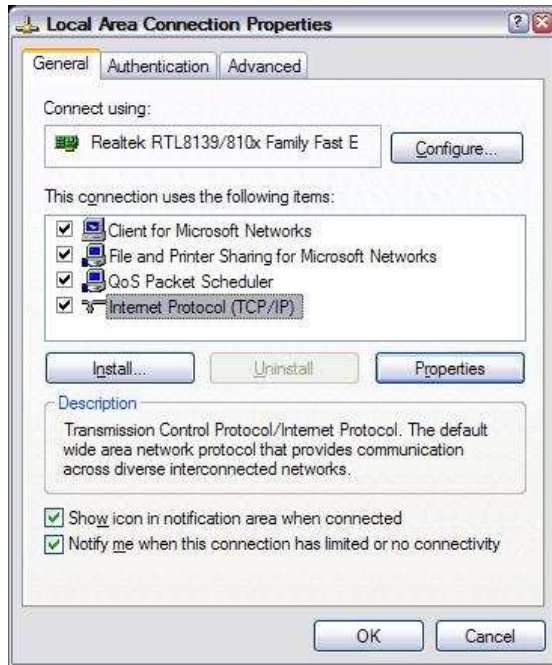 Local Area Connection Properties
General Authentication Advanced
Connect using:
Realtek RTL8139/810x Family Fast E
Configure...
This connection uses the following items:
Client for Microsoft Networks
File and Printer Sharing for Microsoft Networks
QoS Packet Scheduler
Internet Protocol (TCP/IP)
Install... Uninstall Properties
Description
Transmission Control Protocol/Internet Protocol. The default
wide area network protocol that provides communication
across diverse interconnected networks.
Show icon in notification area when connected
Notify me when this connection has limited or no connectivity
OK Cancel